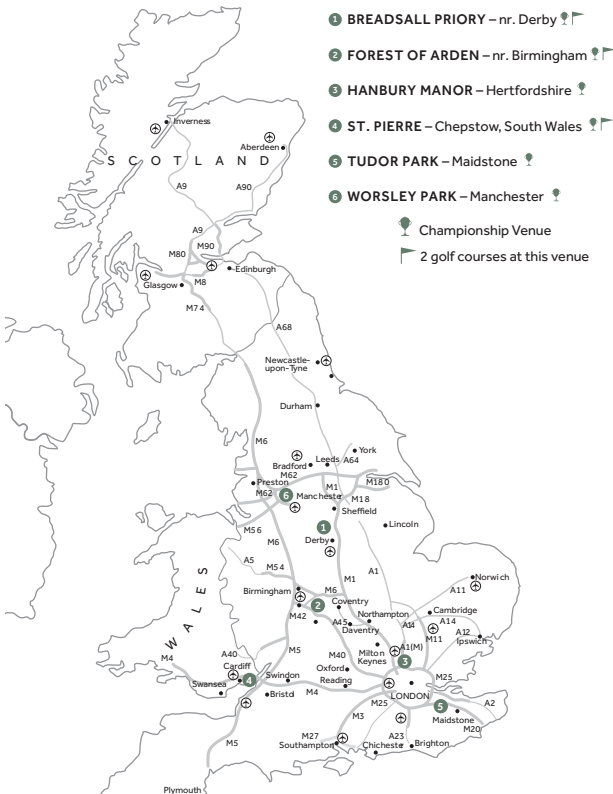 1 BREADSALL PRIORY – nr. Derby
2 FOREST OF ARDEN – nr. Birmingham
3 HANBURY MANOR – Hertfordshire
4 ST. PIERRE – Chepstow, South Wales
5 TUDOR PARK – Maidstone
6 WORSLEY PARK – Manchester
Championship Venue
2 golf courses at this venue
Inverness
Aberdeen
SCOTLAND
A9
A90
A9
M90
M80
Edinburgh
M8
Glasgow
M74
A68
Newcastle-
upon-Tyne
Durham
M6
York
Leeds
A64
Bradford
M62
Preston
M1
M180
M62
6
Manchester
M18
Sheffield
M56
1
Lincoln
M6
Derby
A5
M54
A1
M1
Norwich
A11
Birmingham
M6
2
Coventry
WALES
M42
A45
Northampton
Cambridge
A14
A14
Daventry
M11
A12
Ipswich
M5
A1(M)
Milton
Keynes
M40
3
M4
A40
Cardiff
4
Swindon
Oxford
Reading
M25
Swansea
Bristol
M4
LONDON
M25
5
A2
Maidstone
M20
M3
M27
A23
Southampton
Chichester
Brighton
M5
Plymouth